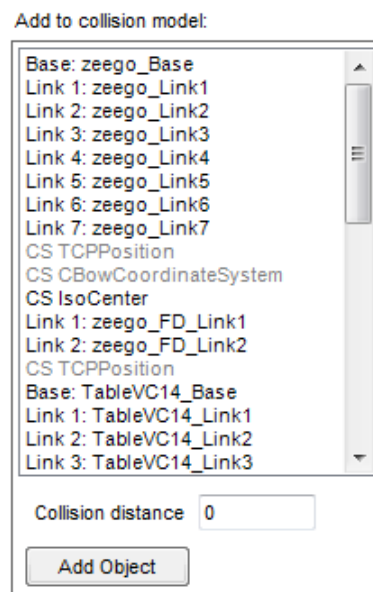 Add to collision model:
Base: zeego_Base
Link 1: zeego_Link1
Link 2: zeego_Link2
Link 3: zeego_Link3
Link 4: zeego_Link4
Link 5: zeego_Link5
Link 6: zeego_Link6
Link 7: zeego_Link7
CS TCPPosition
CS CBowCoordinateSystem
CS IsoCenter
Link 1: zeego_FD_Link1
Link 2: zeego_FD_Link2
CS TCPPosition
Base: TableVC14_Base
Link 1: TableVC14_Link1
Link 2: TableVC14_Link2
Link 3: TableVC14_Link3
Collision distance 0
Add Object